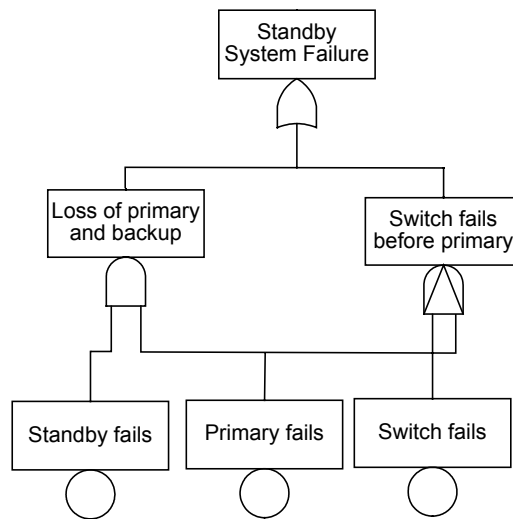 Standby
System Failure
Loss of primary
and backup
Switch fails
before primary
Standby fails
Primary fails
Switch fails